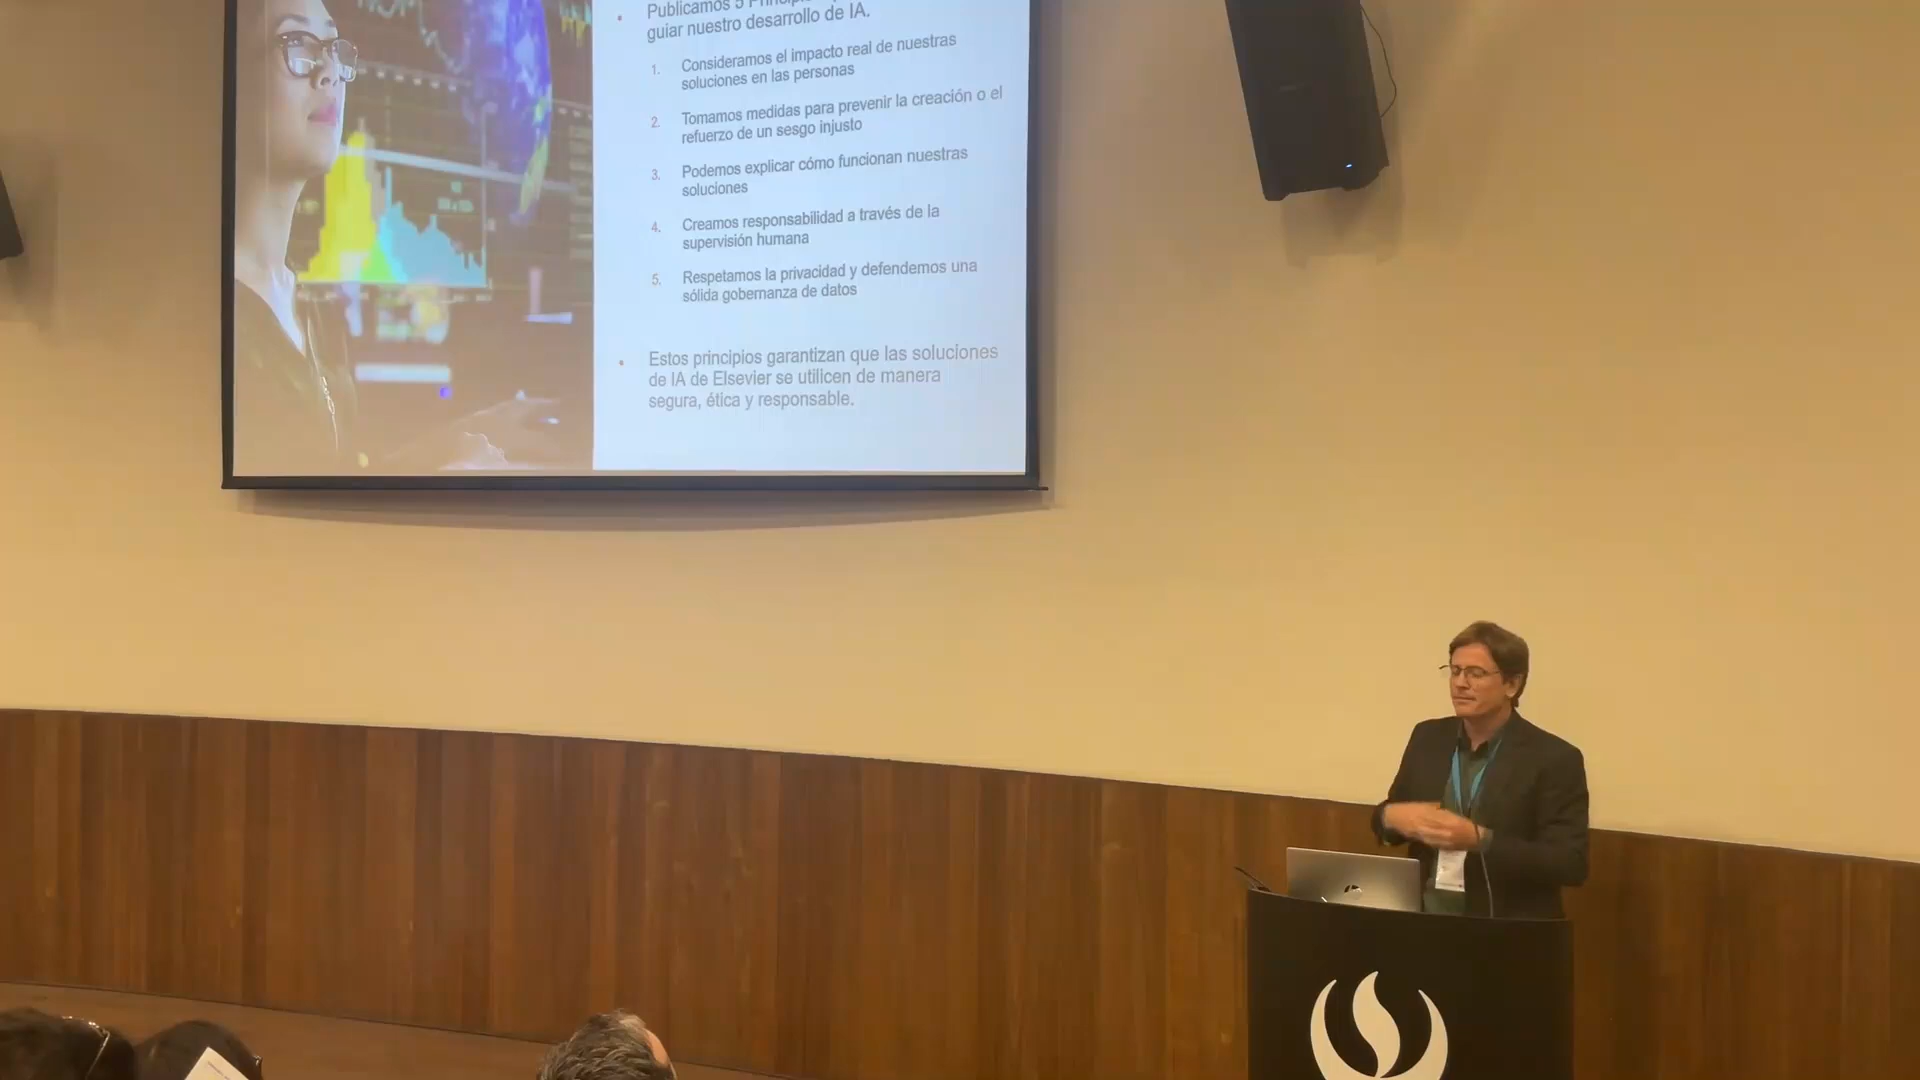 Publicamos 5
guiar nuestro desarrollo de IA.
1. Consideramos el impacto real de nuestras
soluciones en las personas
2. Tomamos medidas para prevenir la creación o el
refuerzo de un sesgo injusto
3. Podemos explicar cómo funcionan nuestras
soluciones
4. Creamos responsabilidad a través de la
supervisión humana
5. Respetamos la privacidad y defendemos una
sólida gobernanza de datos
Estos principios garantizan que las soluciones
de IA de Elsevier se utilicen de manera
segura, ética y responsable.